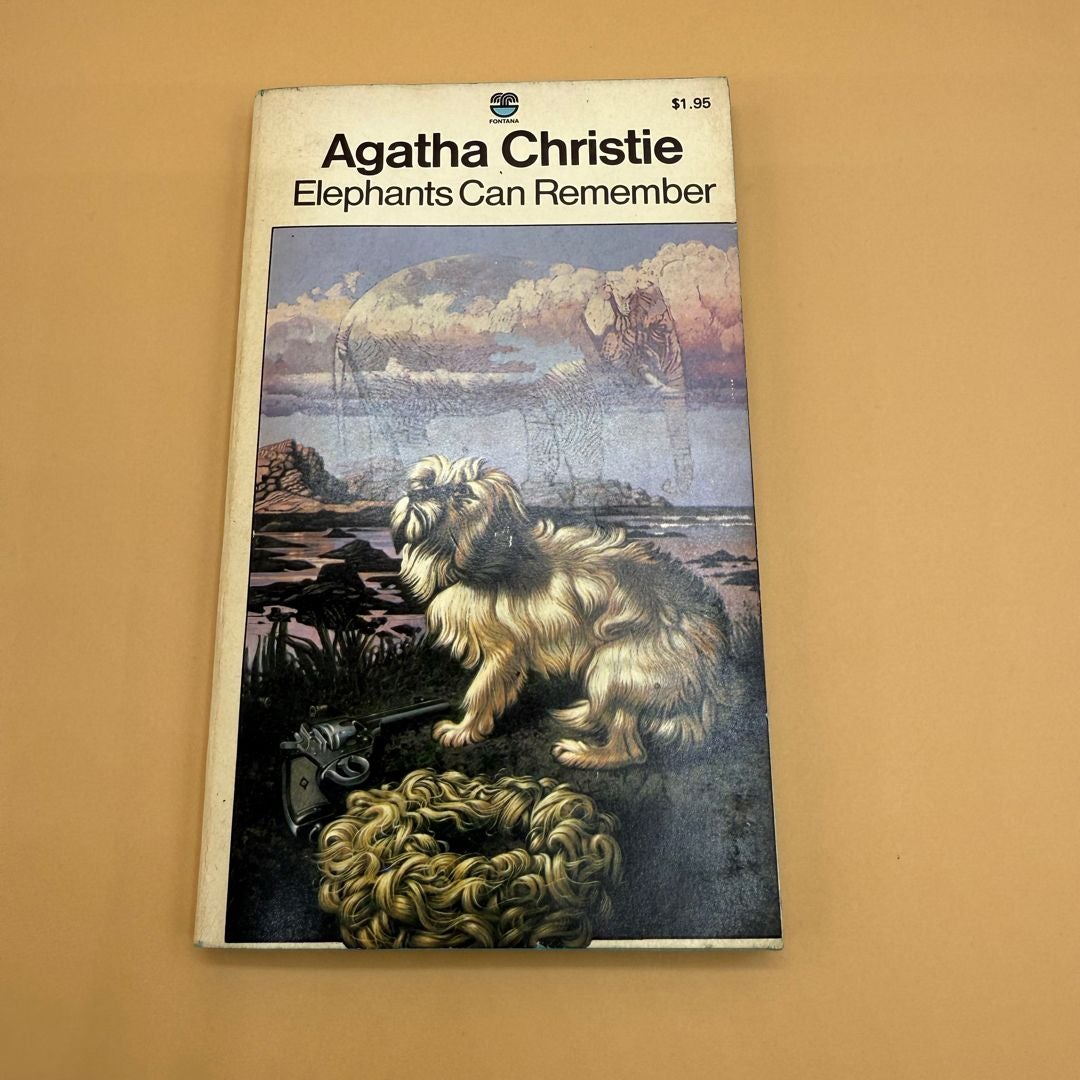 FONTANA
$1.95
Agatha Christie
Elephants Can Remember